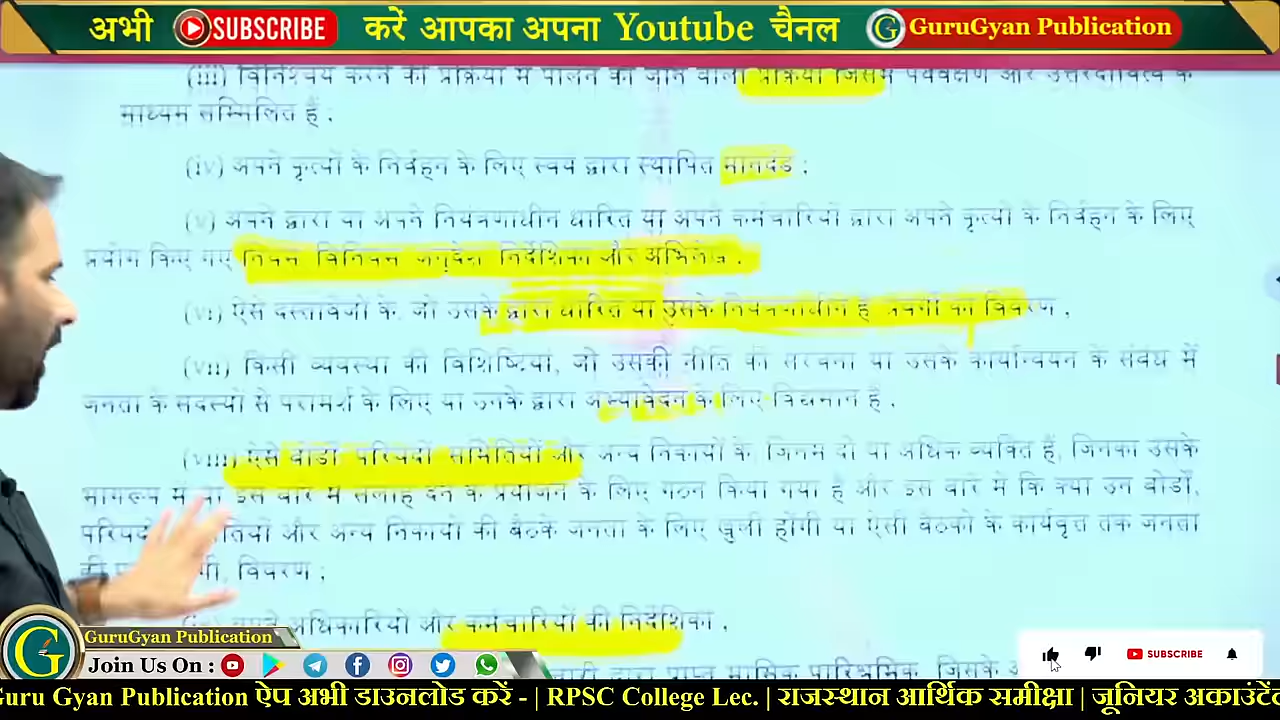 अभी SUBSCRIBE करें आपका अपना Youtube चैनल G GuruGyan Publication
(iii) विनिश्चय करने की प्रक्रिया में पालन की जाने वाली प्रक्रिया जिसमें पर्यवेक्षण और उत्तरदायित्व के
माध्यम सम्मिलित हैं ;
(iv) अपने कृत्यों के निर्वहन के लिए स्वयं द्वारा स्थापित मानदंड ;
(v) अपने द्वारा या अपने नियंत्रणाधीन धारित या अपने कर्मचारियों द्वारा अपने कृत्यों के निर्वहन के लिए
प्रयोग किए गए नियम विनियम अनुदेश निर्देशिका और अभिलेख ;
(vi) ऐसे दस्तावेजों के, जो उसके द्वारा धारित या उसके नियंत्रणाधीन हैं प्रवर्गों का विवरण ,
(vii) किसी व्यवस्था की विशिष्टियां, जो उसकी नीति की संरचना या उसके कार्यान्वयन के संबंध में
जनता के सदस्यों से परामर्श के लिए या उनके द्वारा अभ्यावेदन के लिए विद्यमान हैं ,
(viii) ऐसे बोर्डों परिषदों समितियों और अन्य निकायों के, जिनमें दो या अधिक व्यक्ति हैं, जिनका उसके
भागरूप में या इस बारे में सलाह देने के प्रयोजन के लिए गठन किया गया है और इस बारे में कि क्या उन बोर्डों,
और अन्य निकायों की बैठकें जनता के लिए खुली होंगी या ऐसी बैठकों के कार्यवृत्त तक जनता
विवरण ;
अधिकारियों और कर्मचारियों की निर्देशिका ,
द्वारा प्राप्त मासिक पारिश्रमिक, जिसके
G GuruGyan Publication
Join Us On :
SUBSCRIBE
Guru Gyan Publication ऐप अभी डाउनलोड करें - | RPSC College Lec. | राजस्थान आर्थिक समीक्षा | जूनियर अकाउंटेंट